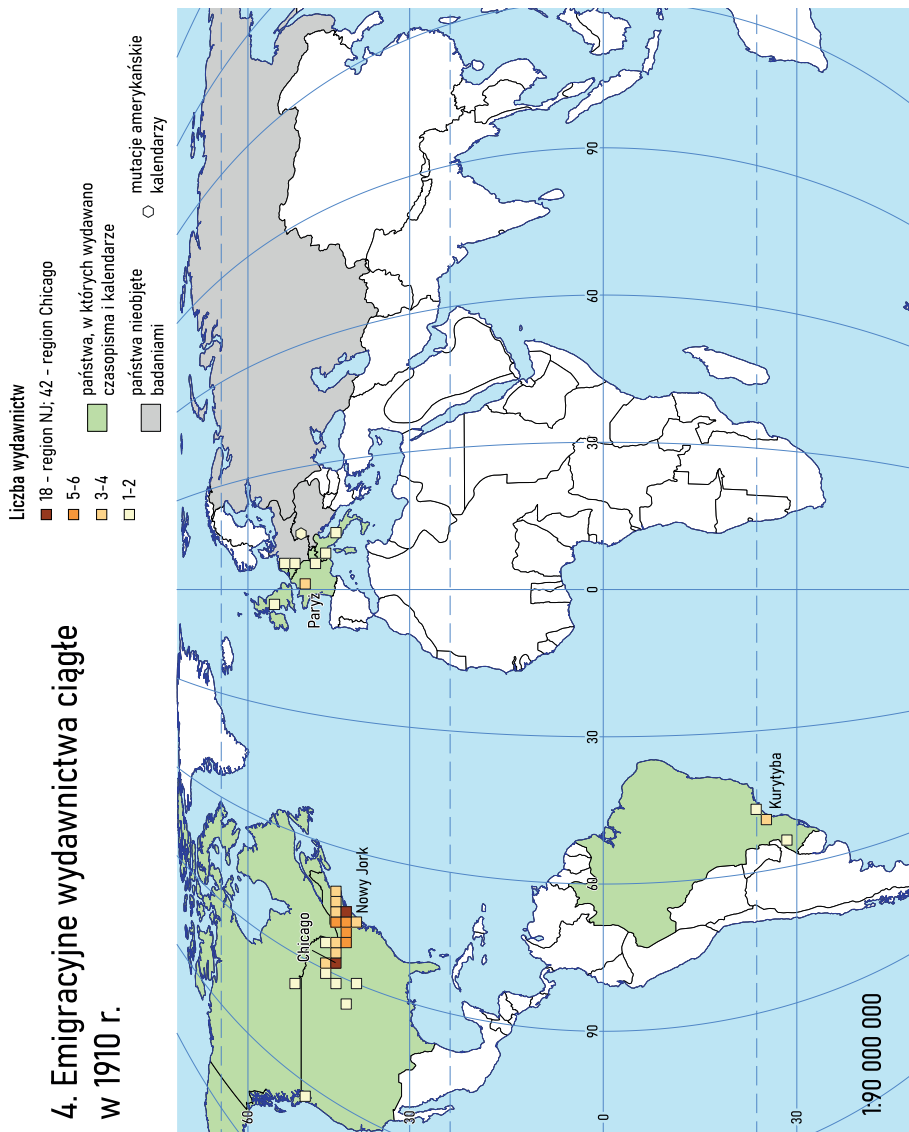 4. Emigracyjne wydawnictwa ciągłe
w 1910 r.
Liczba wydawnictw
18 – region NJ; 42 – region Chicago
5–6
3–4
1–2
państwa, w których wydawano
czasopisma i kalendarze
państwa nieobjęte
badaniami
mutacje amerykańskie
kalendarzy
Chicago
Nowy Jork
Paryż
Kurytyba
60
30
0
30
90
60
30
0
30
60
90
1:90 000 000